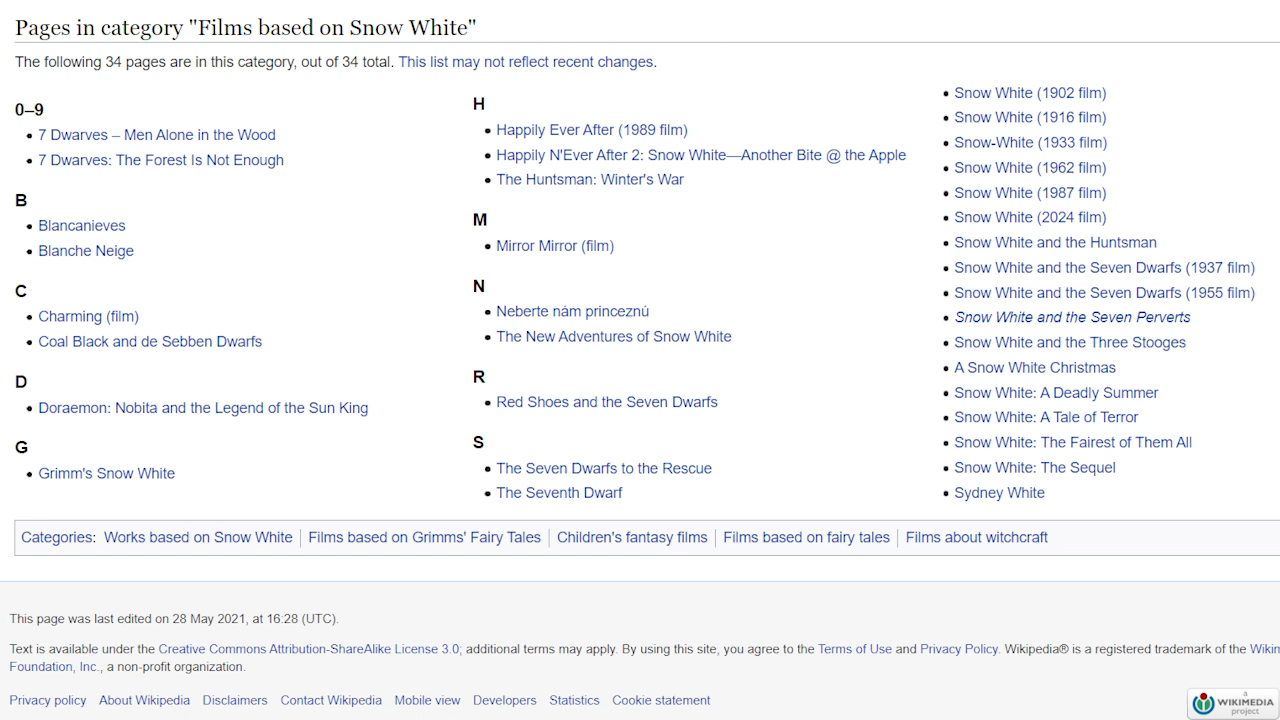 Pages in category "Films based on Snow White"
The following 34 pages are in this category, out of 34 total. This list may not reflect recent changes.
0–9
7 Dwarves – Men Alone in the Wood
7 Dwarves: The Forest Is Not Enough
B
Blancanieves
Blanche Neige
C
Charming (film)
Coal Black and de Sebben Dwarfs
D
Doraemon: Nobita and the Legend of the Sun King
G
Grimm's Snow White
H
Happily Ever After (1989 film)
Happily N'Ever After 2: Snow White—Another Bite @ the Apple
The Huntsman: Winter's War
M
Mirror Mirror (film)
N
Neberte nám princeznú
The New Adventures of Snow White
R
Red Shoes and the Seven Dwarfs
S
The Seven Dwarfs to the Rescue
The Seventh Dwarf
Snow White (1902 film)
Snow White (1916 film)
Snow-White (1933 film)
Snow White (1962 film)
Snow White (1987 film)
Snow White (2024 film)
Snow White and the Huntsman
Snow White and the Seven Dwarfs (1937 film)
Snow White and the Seven Dwarfs (1955 film)
Snow White and the Seven Perverts
Snow White and the Three Stooges
A Snow White Christmas
Snow White: A Deadly Summer
Snow White: A Tale of Terror
Snow White: The Fairest of Them All
Snow White: The Sequel
Sydney White
Categories: Works based on Snow White | Films based on Grimms' Fairy Tales | Children's fantasy films | Films based on fairy tales | Films about witchcraft
This page was last edited on 28 May 2021, at 16:28 (UTC).
Text is available under the Creative Commons Attribution-ShareAlike License 3.0; additional terms may apply. By using this site, you agree to the Terms of Use and Privacy Policy. Wikipedia® is a registered trademark of the Wikim
Foundation, Inc., a non-profit organization.
Privacy policy About Wikipedia Disclaimers Contact Wikipedia Mobile view Developers Statistics Cookie statement
a
WIKIMEDIA
project